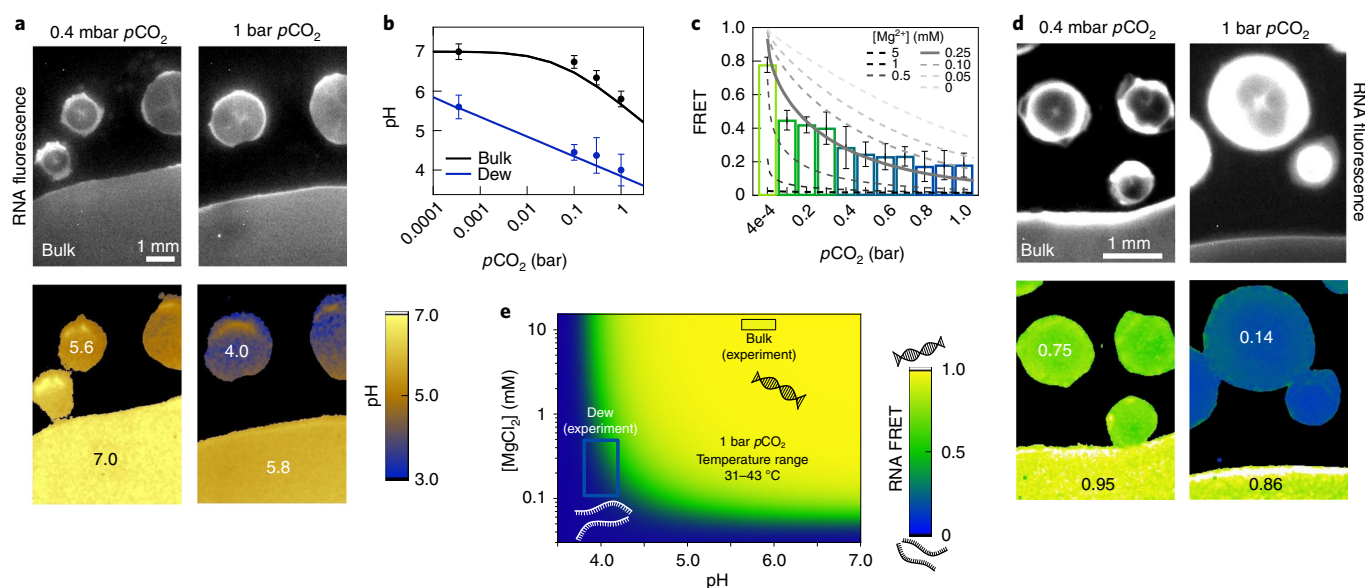 a
0.4 mbar pCO₂
1 bar pCO₂
RNA fluorescence
Bulk
1 mm
5.6
7.0
4.0
5.8
7.0
5.0
3.0
pH
b
pH
7
6
5
4
Bulk
Dew
0.0001
0.001
0.01
0.1
1
pCO₂ (bar)
c
FRET
1.0
0.8
0.6
0.4
0.2
0
[Mg²⁺] (mM)
5
1
0.5
0.25
0.10
0.05
0
4e-4
0.2
0.4
0.6
0.8
1.0
pCO₂ (bar)
d
0.4 mbar pCO₂
1 bar pCO₂
RNA fluorescence
Bulk
1 mm
0.75
0.95
0.14
0.86
e
[MgCl₂] (mM)
10
1
0.1
Bulk
(experiment)
Dew
(experiment)
1 bar pCO₂
Temperature range
31–43 °C
4.0
5.0
6.0
7.0
pH
RNA FRET
1.0
0.5
0